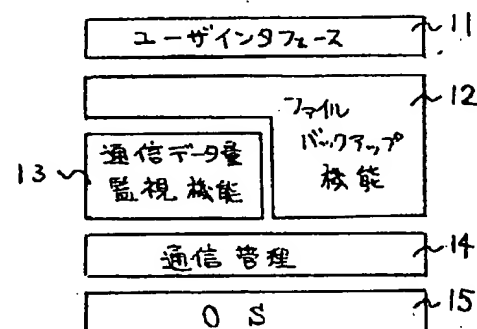 ユーザインタフェース
11
ファイル
バックアップ
機能
12
通信データ量
監視機能
13
通信管理
14
OS
15